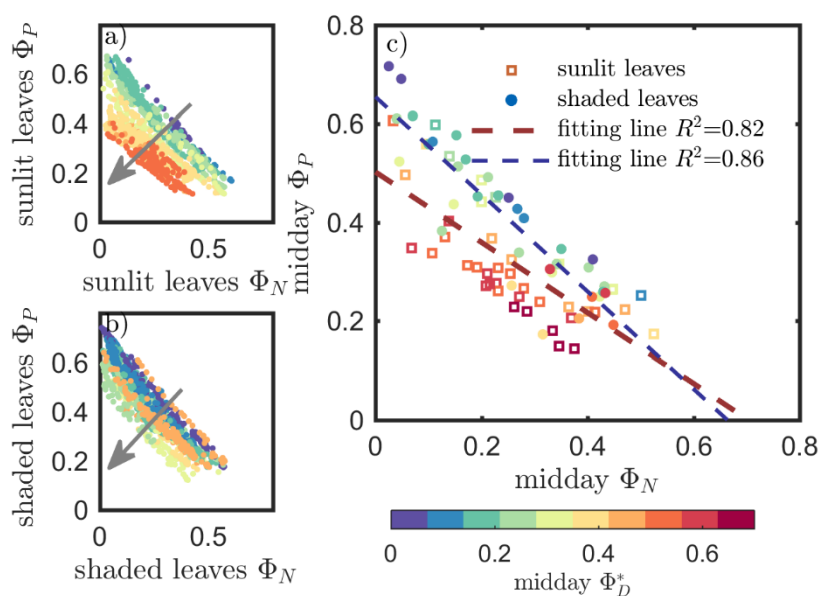 a)
0.6
0.4
0.2
0
0
0.5
sunlit leaves Φ_P
sunlit leaves Φ_N
b)
0.6
0.4
0.2
0
0
0.5
shaded leaves Φ_P
shaded leaves Φ_N
c)
0.8
0.6
0.4
0.2
0
0
0.2
0.4
0.6
0.8
midday Φ_P
midday Φ_N
sunlit leaves
shaded leaves
fitting line R²=0.82
fitting line R²=0.86
0
0.2
0.4
0.6
midday Φ*_D